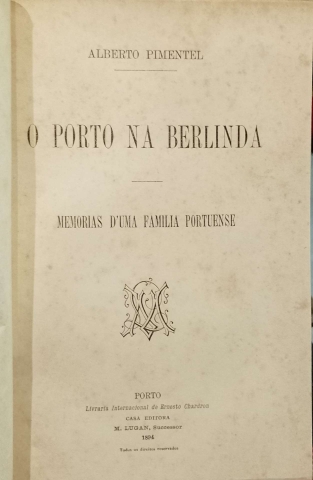 ALBERTO PIMENTEL
O PORTO NA BERLINDA
MEMORIAS D'UMA FAMILIA PORTUENSE
PORTO
Livraria Internacional de Ernesto Chardron
CASA EDITORA
M. LUGAN, Successor
1894
Todos os direitos reservados